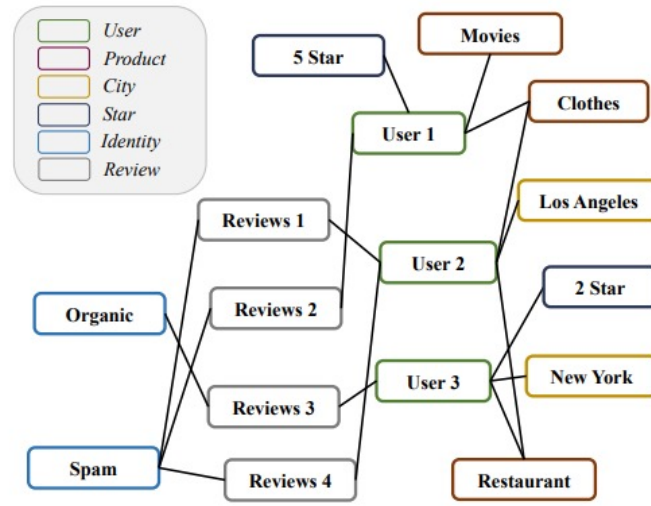 User
Product
City
Star
Identity
Review
5 Star
Movies
Clothes
User 1
Los Angeles
Reviews 1
User 2
2 Star
Organic
Reviews 2
User 3
New York
Reviews 3
Spam
Reviews 4
Restaurant